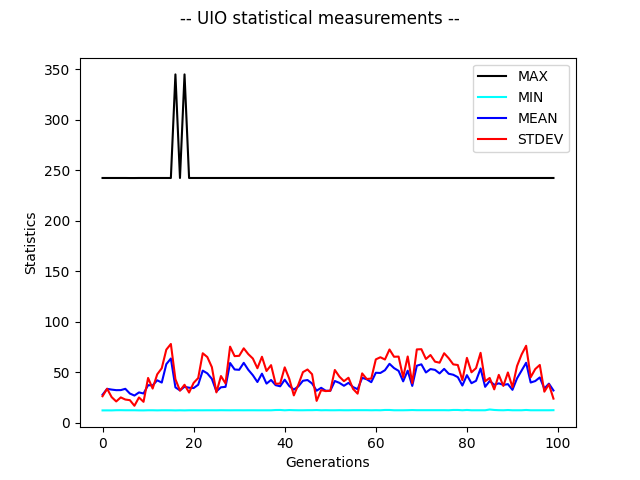 -- UIO statistical measurements --
350
300
250
200
150
100
50
0
Statistics
MAX
MIN
MEAN
STDEV
0
20
40
60
80
100
Generations